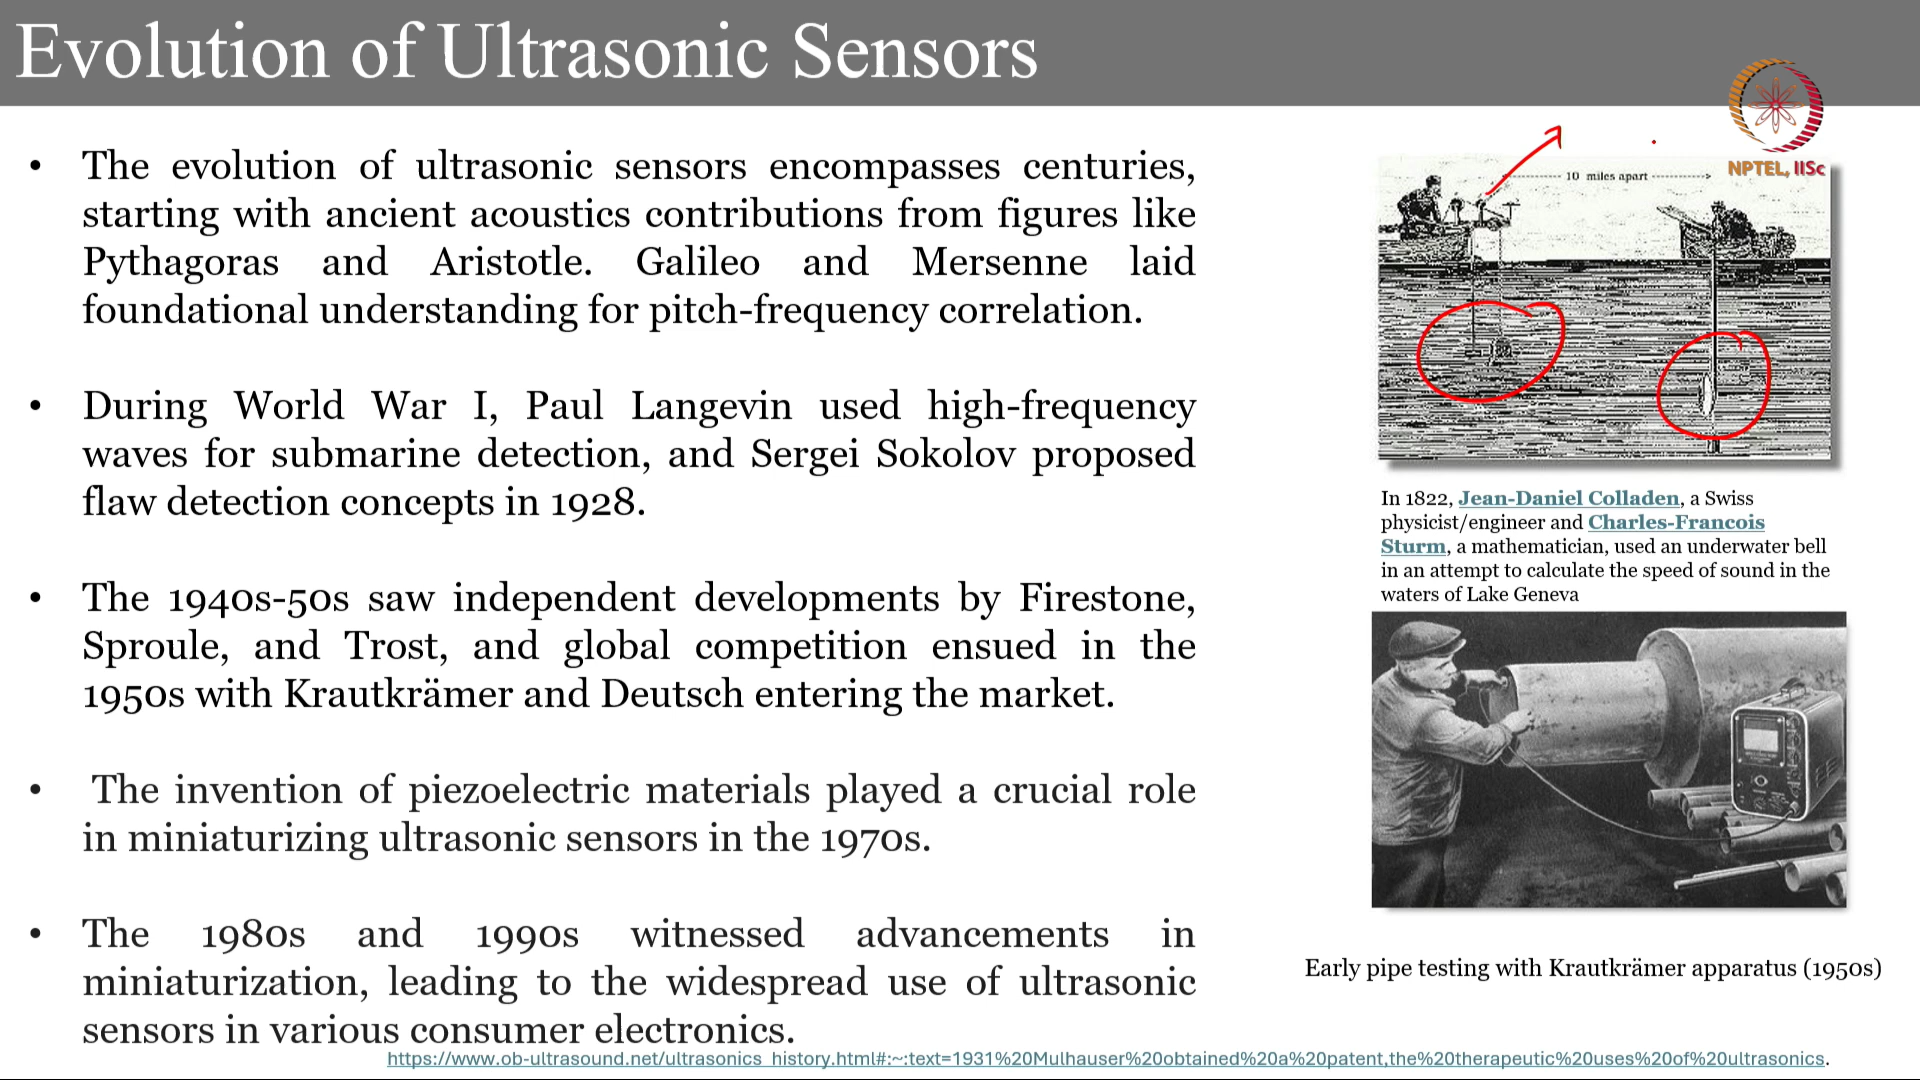 Evolution of Ultrasonic Sensors
NPTEL, IISc
• The evolution of ultrasonic sensors encompasses centuries,
starting with ancient acoustics contributions from figures like
Pythagoras and Aristotle. Galileo and Mersenne laid
foundational understanding for pitch-frequency correlation.
• During World War I, Paul Langevin used high-frequency
waves for submarine detection, and Sergei Sokolov proposed
flaw detection concepts in 1928.
• The 1940s-50s saw independent developments by Firestone,
Sproule, and Trost, and global competition ensued in the
1950s with Krautkrämer and Deutsch entering the market.
• The invention of piezoelectric materials played a crucial role
in miniaturizing ultrasonic sensors in the 1970s.
• The 1980s and 1990s witnessed advancements in
miniaturization, leading to the widespread use of ultrasonic
sensors in various consumer electronics.
10 miles apart
In 1822, Jean-Daniel Colladen, a Swiss
physicist/engineer and Charles-Francois
Sturm, a mathematician, used an underwater bell
in an attempt to calculate the speed of sound in the
waters of Lake Geneva
Early pipe testing with Krautkrämer apparatus (1950s)
https://www.ob-ultrasound.net/ultrasonics_history.html#:~:text=1931%20Mulhauser%20obtained%20a%20patent,the%20therapeutic%20uses%20of%20ultrasonics.